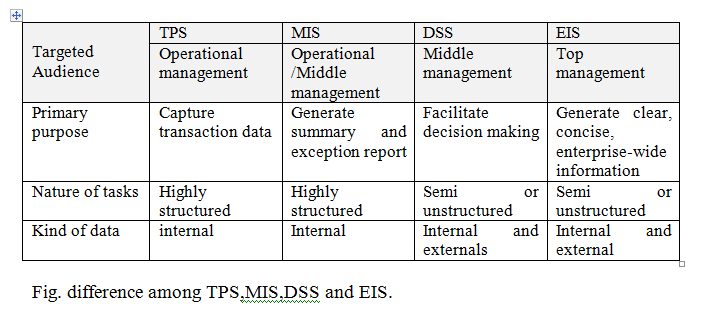 TPS MIS DSS EIS
Targeted Audience
Operational management
Operational /Middle management
Middle management
Top management
Primary purpose
Capture transaction data
Generate summary and exception report
Facilitate decision making
Generate clear, concise, enterprise-wide information
Nature of tasks
Highly structured
Highly structured
Semi or unstructured
Semi or unstructured
Kind of data
internal
Internal
Internal and externals
Internal and external
Fig. difference among TPS,MIS,DSS and EIS.